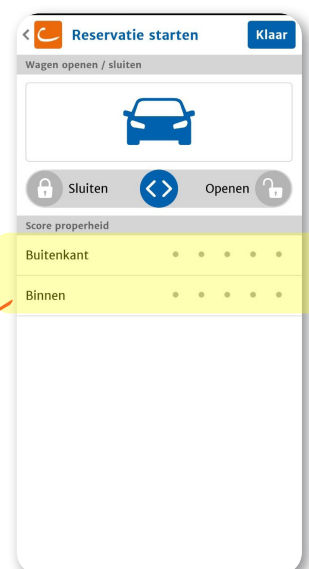 Reservatie starten
Klaar
Wagen openen / sluiten
Sluiten
Openen
Score properheid
Buitenkant
Binnen